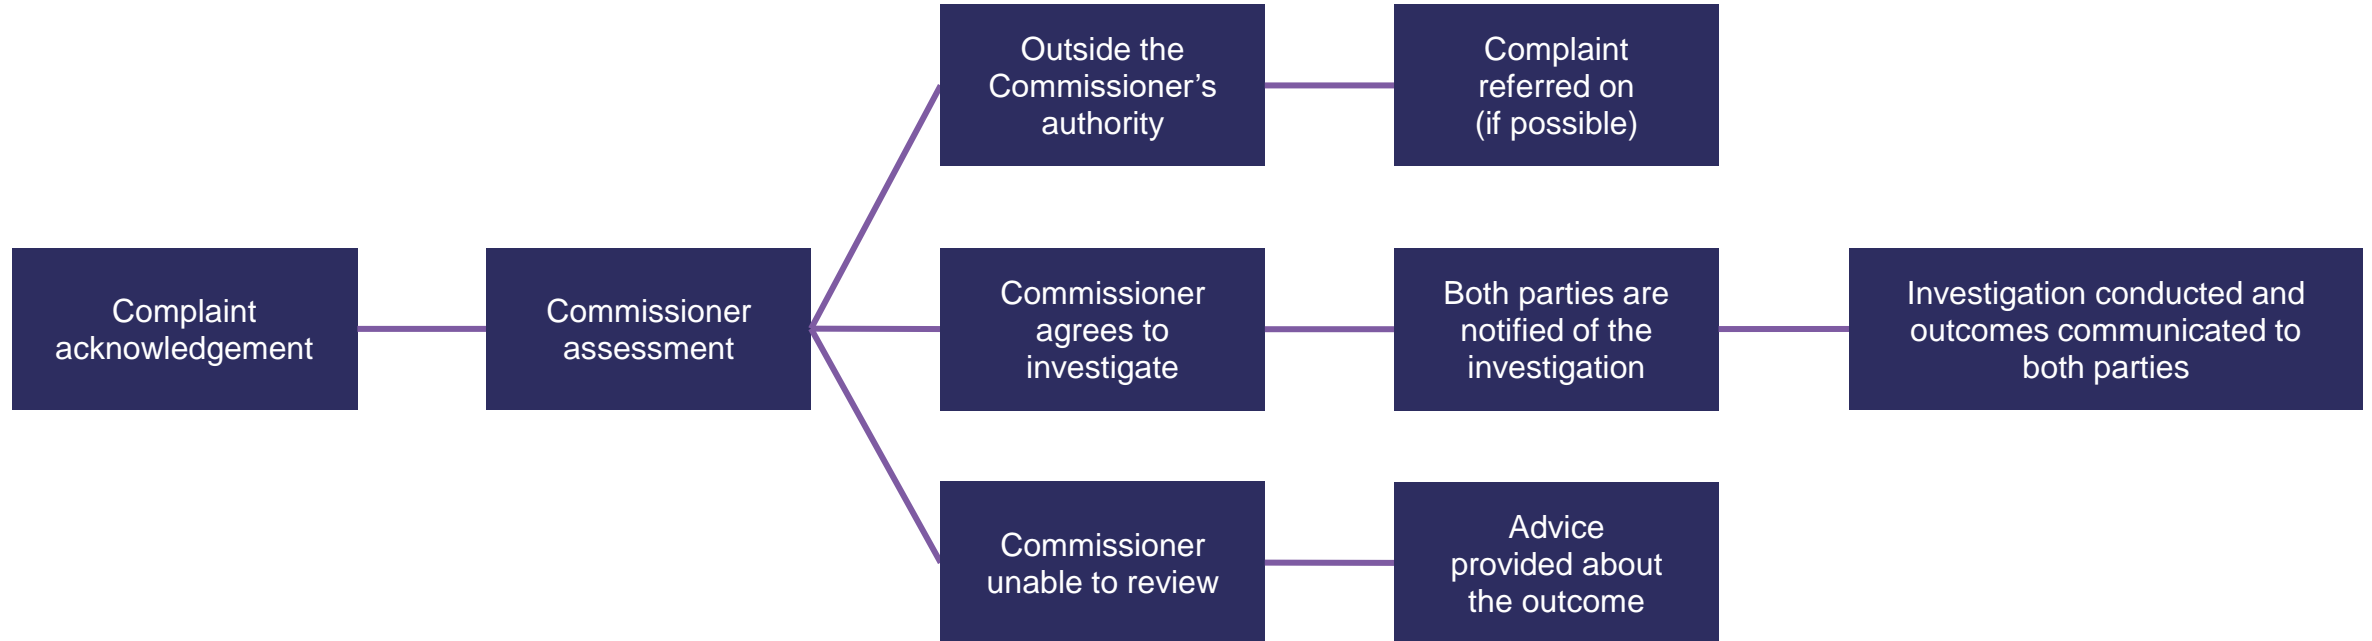 Complaint
acknowledgement
Commissioner
assessment
Outside the
Commissioner’s
authority
Complaint
referred on
(if possible)
Commissioner
agrees to
investigate
Both parties are
notified of the
investigation
Investigation conducted and
outcomes communicated to
both parties
Commissioner
unable to review
Advice
provided about
the outcome